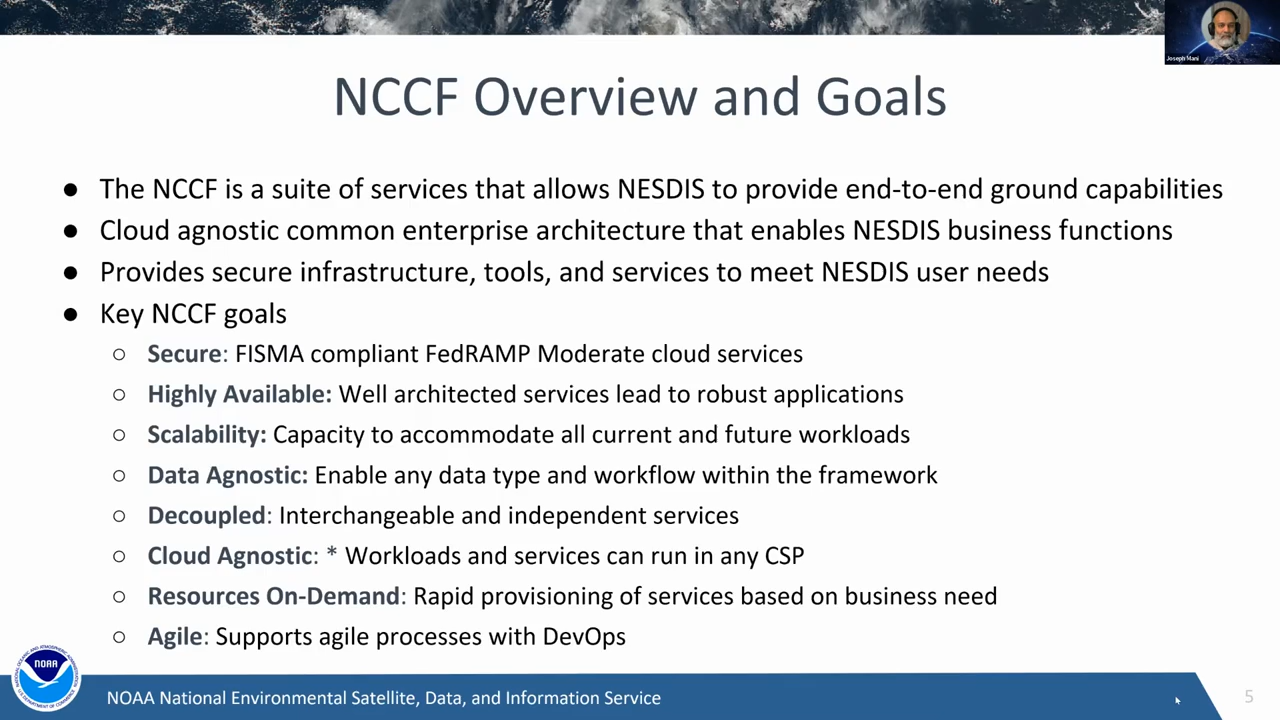 Joseph Mani
NCCF Overview and Goals
● The NCCF is a suite of services that allows NESDIS to provide end-to-end ground capabilities
● Cloud agnostic common enterprise architecture that enables NESDIS business functions
● Provides secure infrastructure, tools, and services to meet NESDIS user needs
● Key NCCF goals
○ Secure: FISMA compliant FedRAMP Moderate cloud services
○ Highly Available: Well architected services lead to robust applications
○ Scalability: Capacity to accommodate all current and future workloads
○ Data Agnostic: Enable any data type and workflow within the framework
○ Decoupled: Interchangeable and independent services
○ Cloud Agnostic: * Workloads and services can run in any CSP
○ Resources On-Demand: Rapid provisioning of services based on business need
○ Agile: Supports agile processes with DevOps
NOAA
NOAA National Environmental Satellite, Data, and Information Service
5